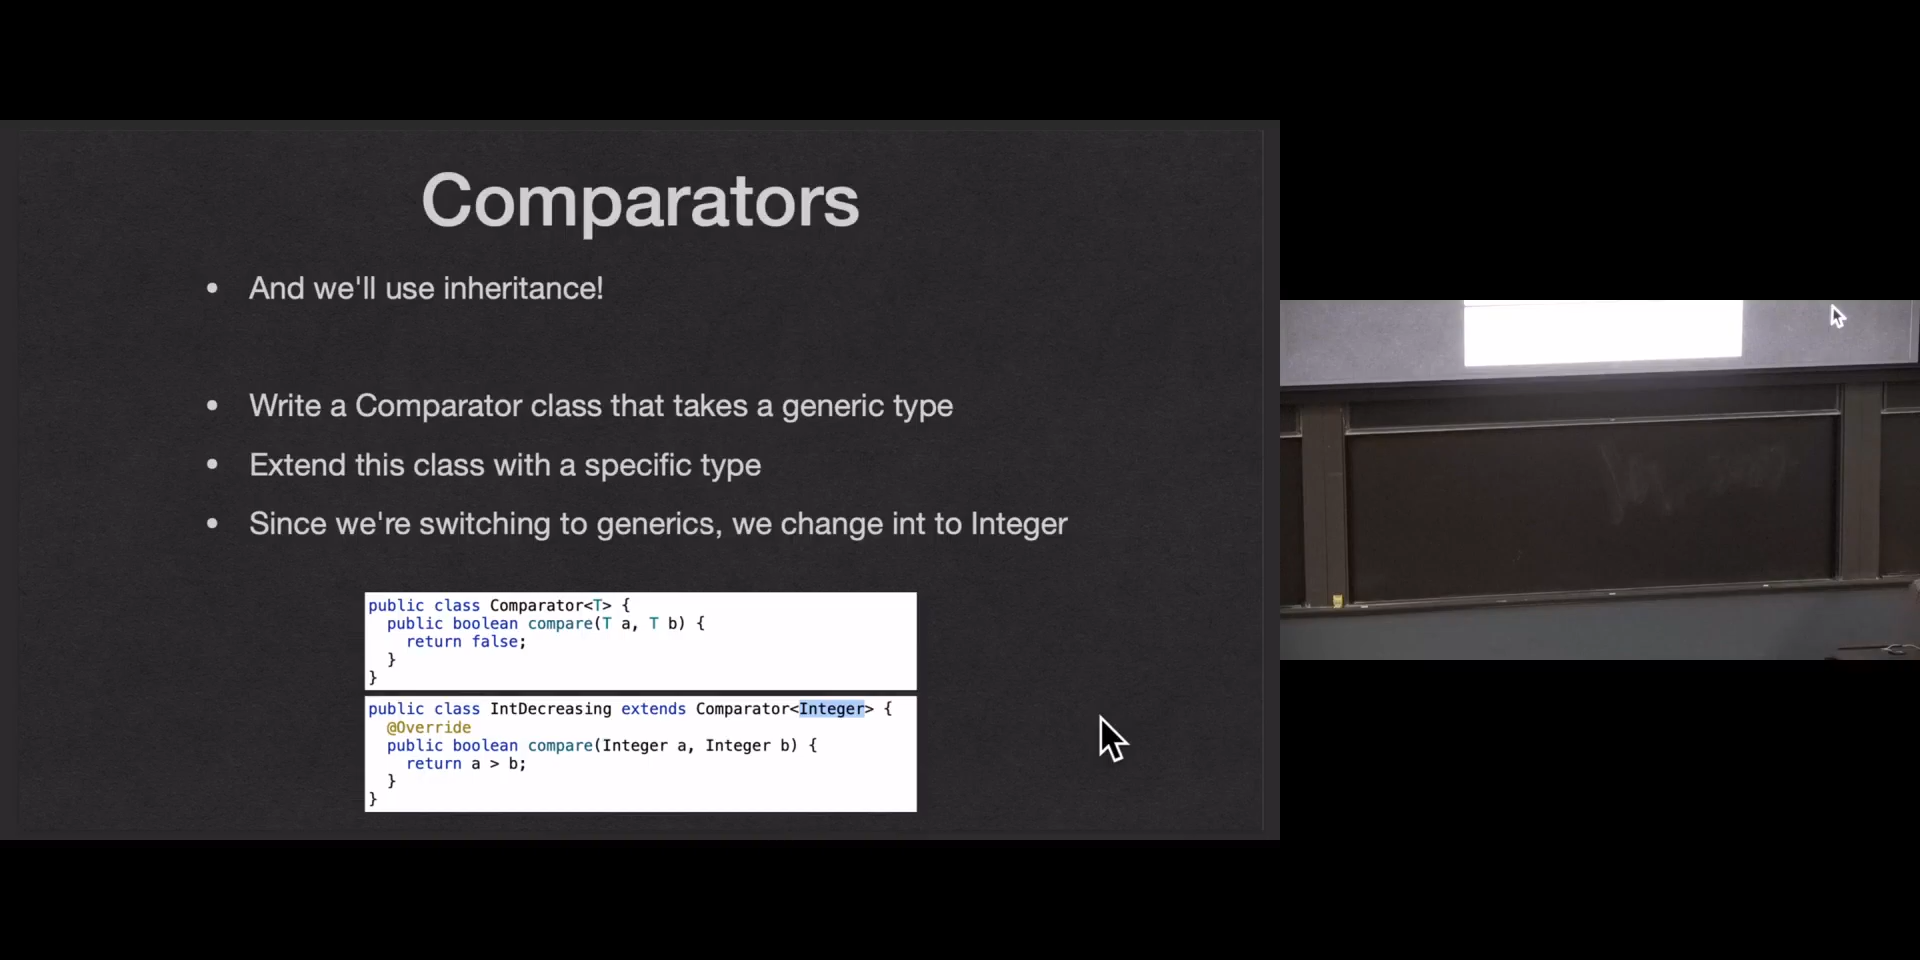 Comparators
• And we'll use inheritance!
• Write a Comparator class that takes a generic type
• Extend this class with a specific type
• Since we're switching to generics, we change int to Integer
public class Comparator<T> {
  public boolean compare(T a, T b) {
    return false;
  }
}
public class IntDecreasing extends Comparator<Integer> {
  @Override
  public boolean compare(Integer a, Integer b) {
    return a > b;
  }
}